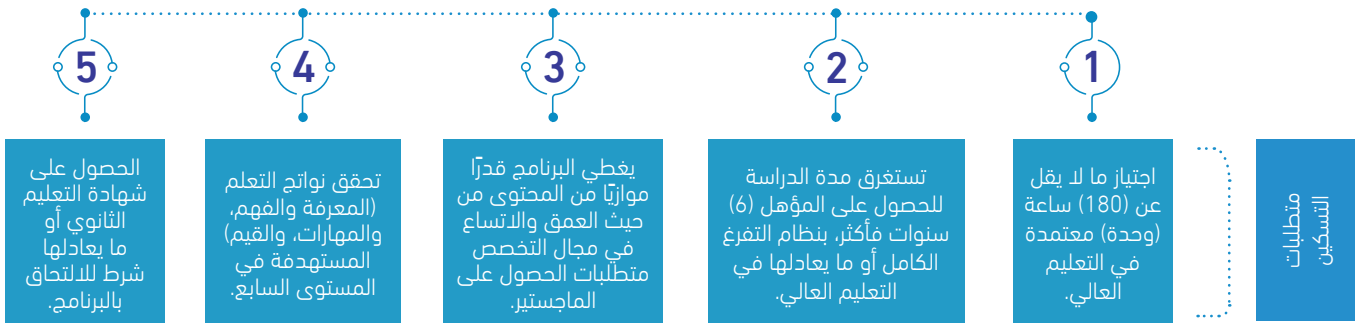 متطلبات
التسكين
1
اجتياز ما لا يقل
عن (180) ساعة
(وحدة) معتمدة
في التعليم
العالي.
2
تستغرق مدة الدراسة
للحصول على المؤهل (6)
سنوات فأكثر، بنظام التفرغ
الكامل أو ما يعادلها في
التعليم العالي.
3
يغطي البرنامج قدرًا
موازيًا من المحتوى من
حيث العمق والاتساع
في مجال التخصص
متطلبات الحصول على
الماجستير.
4
تحقق نواتج التعلم
(المعرفة والفهم،
والمهارات، والقيم)
المستهدفة في
المستوى السابع.
5
الحصول على
شهادة التعليم
الثانوي أو
ما يعادلها
شرط للالتحاق
بالبرنامج.